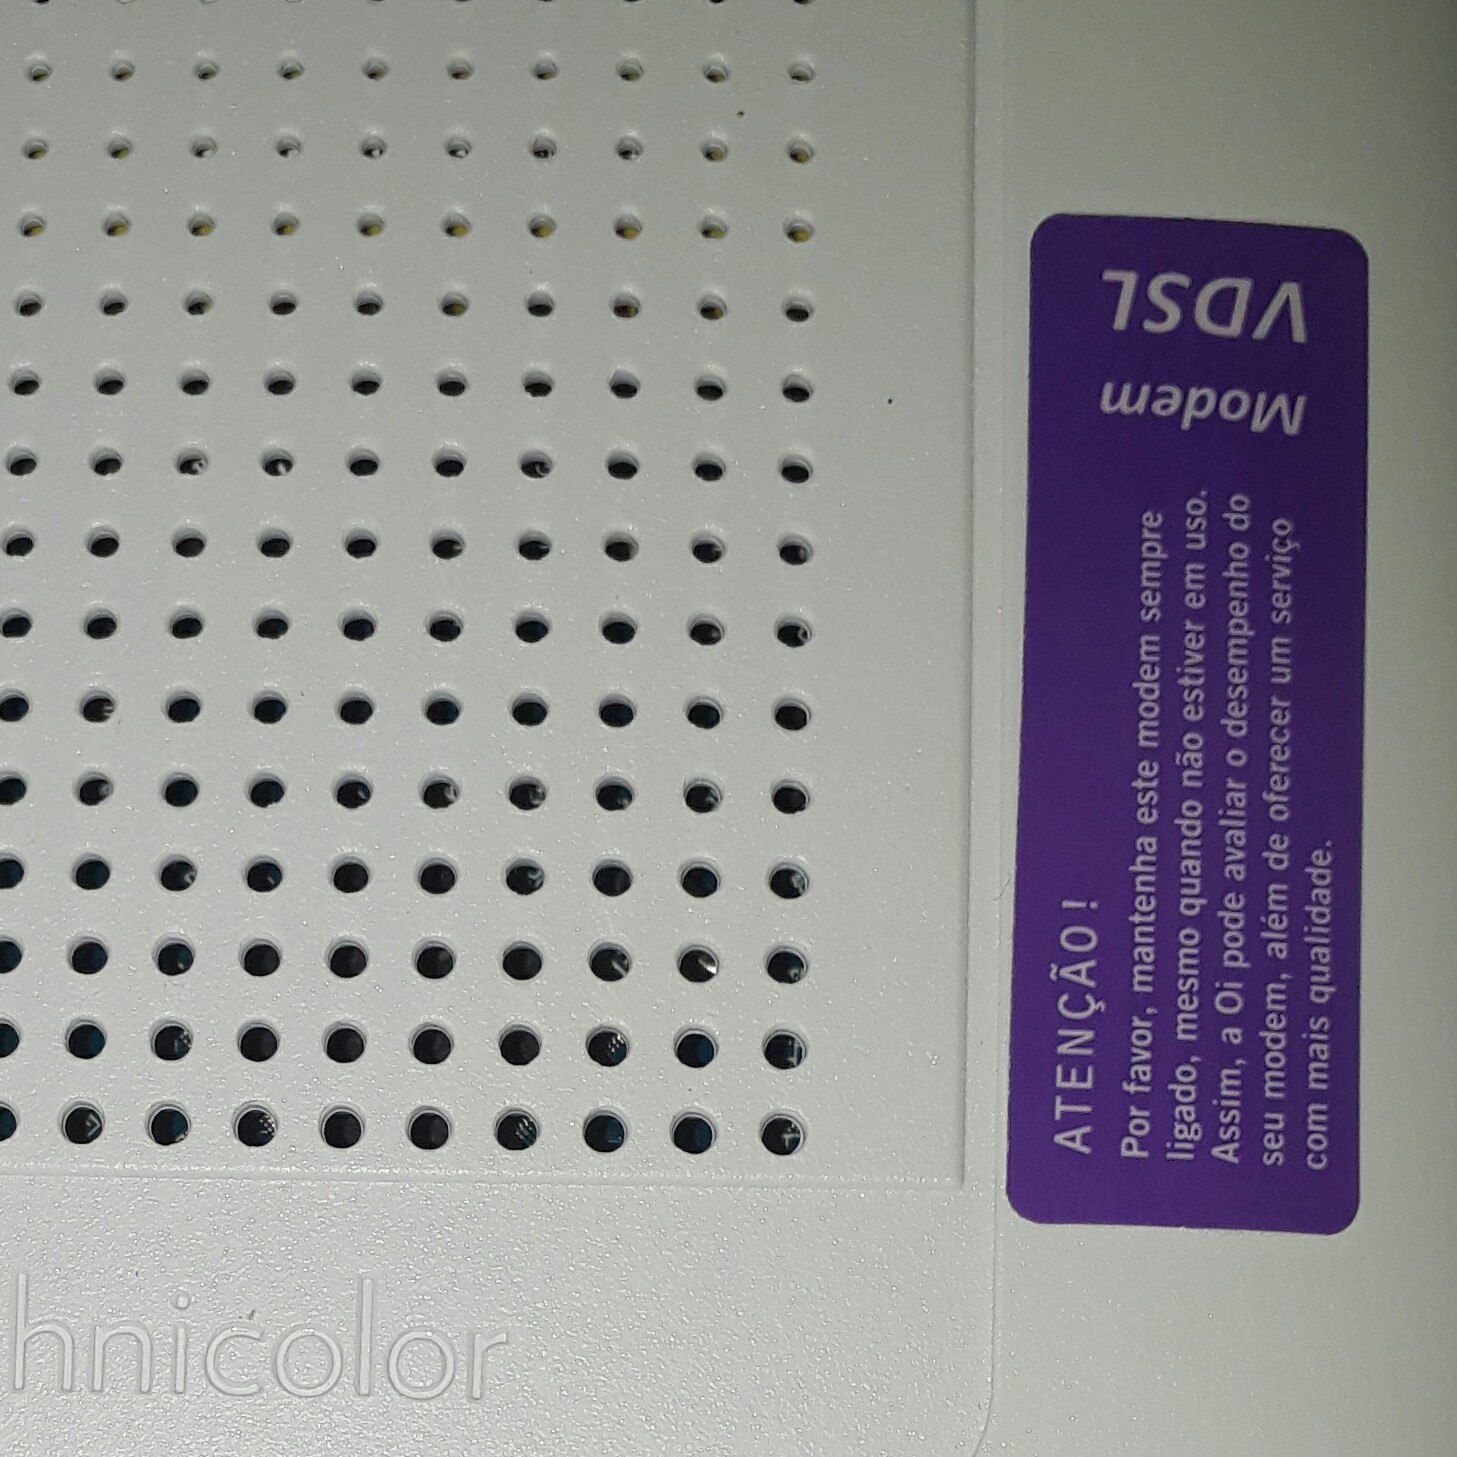 VDSL
Modem
ATENÇÃO!
Por favor, mantenha este modem sempre
ligado, mesmo quando não estiver em uso.
Assim, a Oi pode avaliar o desempenho do
seu modem, além de oferecer um serviço
com mais qualidade.
hnicolor